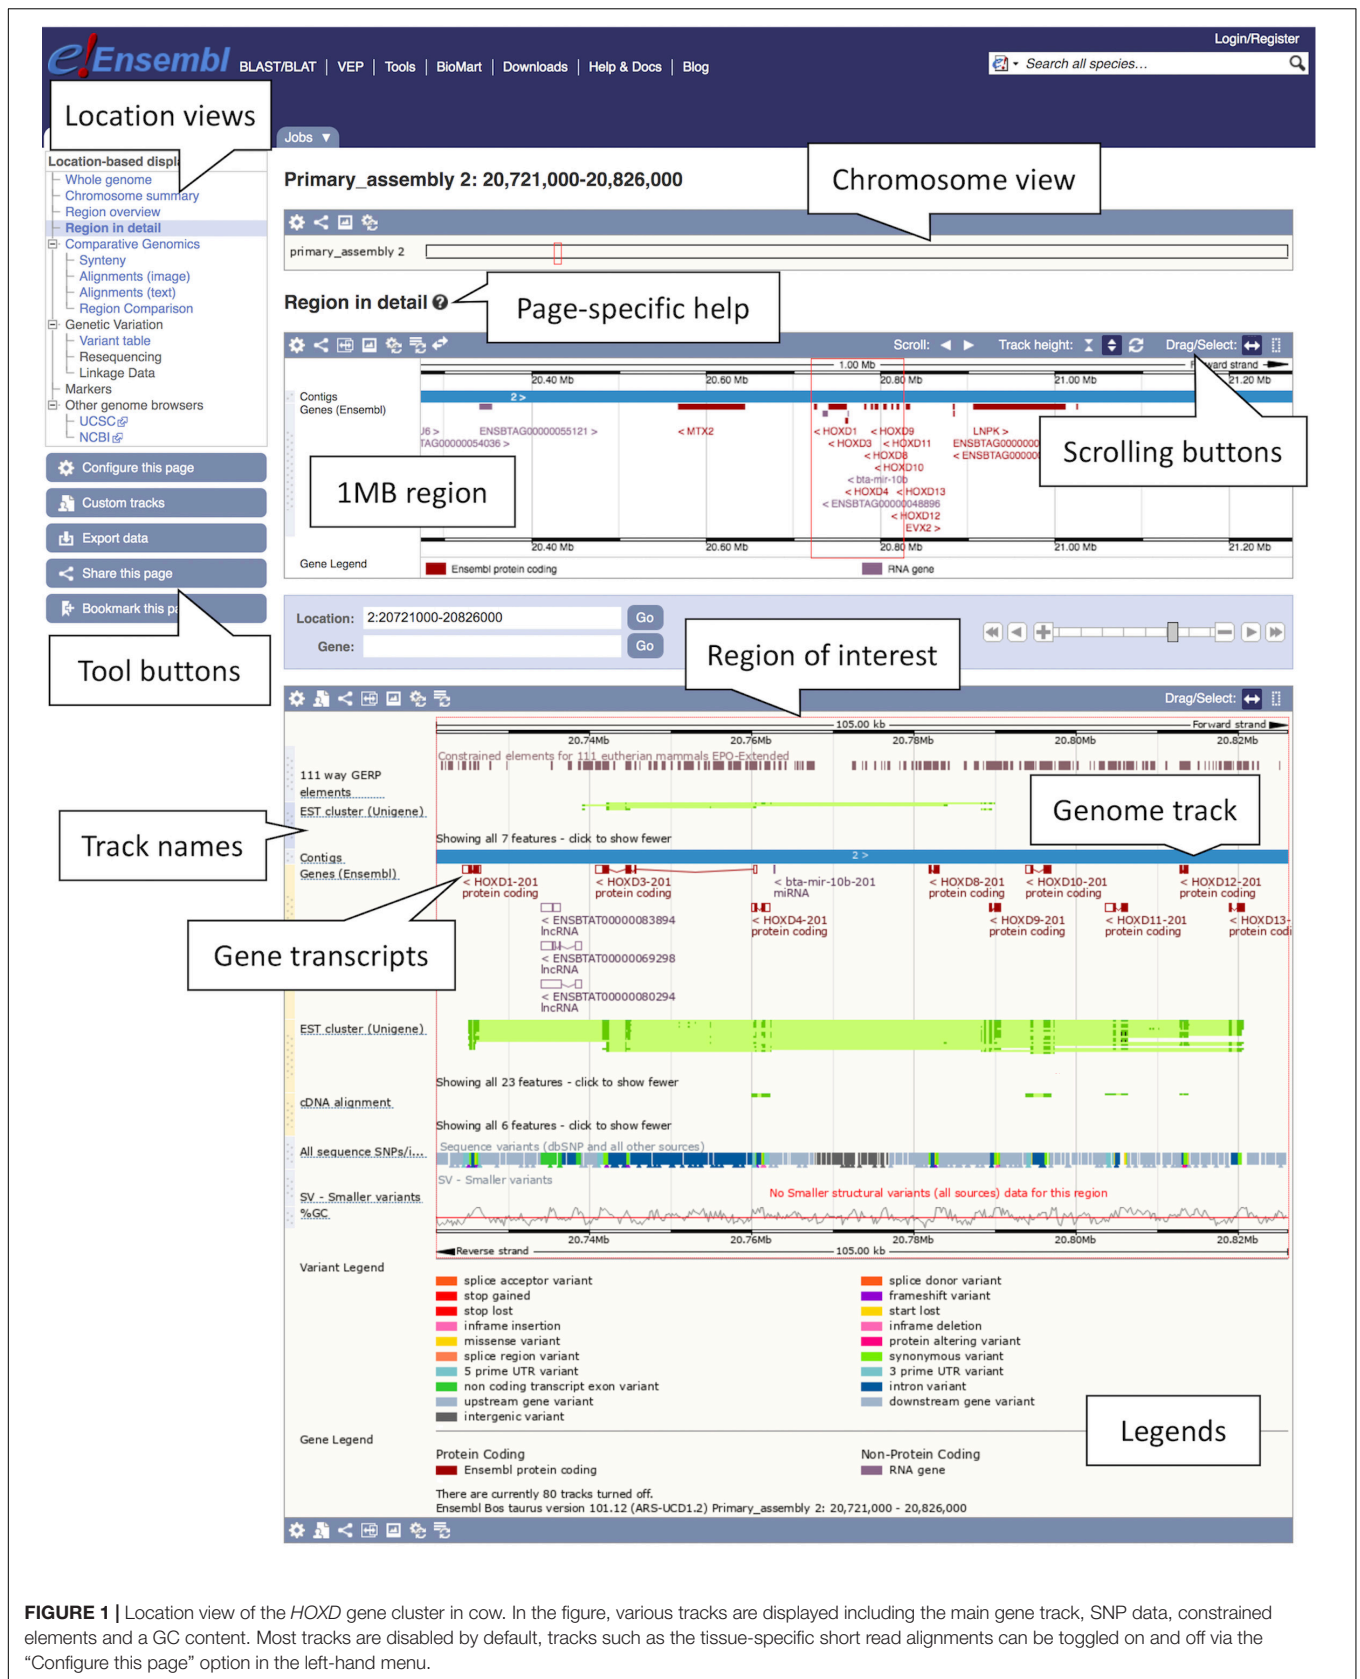 e!Ensembl
BLAST/BLAT | VEP | Tools | BioMart | Downloads | Help & Docs | Blog
Login/Register
Search all species...
Location views
Jobs ▼
Location-based displ
Whole genome
Chromosome summary
Region overview
Region in detail
Comparative Genomics
Synteny
Alignments (image)
Alignments (text)
Region Comparison
Genetic Variation
Variant table
Resequencing
Linkage Data
Markers
Other genome browsers
UCSC
NCBI
Configure this page
Custom tracks
Export data
Share this page
Bookmark this pa
Tool buttons
Primary_assembly 2: 20,721,000-20,826,000
Chromosome view
primary_assembly 2
Region in detail ?
Page-specific help
Scroll: Track height: Drag/Select:
1.00 Mb Forward strand
20.40 Mb 20.60 Mb 20.80 Mb 21.00 Mb 21.20 Mb
Contigs 2 >
Genes (Ensembl)
J6 > ENSBTAG00000055121 > < MTX2 < HOXD1 < HOXD9 LNPK >
TAG00000054036 > < HOXD3 < HOXD11 ENSBTAG0000000
< HOXD8 < ENSBTAG00000
< HOXD10
< bta-mir-10b
< HOXD4 < HOXD13
< ENSBTAG00000048896
< HOXD12
EVX2 >
Scrolling buttons
1MB region
20.40 Mb 20.60 Mb 20.80 Mb 21.00 Mb 21.20 Mb
Gene Legend Ensembl protein coding RNA gene
Location: 2:20721000-20826000 Go
Gene: Go
Region of interest
Drag/Select:
105.00 kb Forward strand
20.74Mb 20.76Mb 20.78Mb 20.80Mb 20.82Mb
Constrained elements for 111 eutherian mammals EPO-Extended
111 way GERP
elements
EST cluster (Unigene)
Genome track
Track names
Showing all 7 features - click to show fewer
Contigs 2 >
Genes (Ensembl)
< HOXD1-201 < HOXD3-201 < bta-mir-10b-201 < HOXD8-201 < HOXD10-201 < HOXD12-201
protein coding protein coding miRNA protein coding protein coding protein coding
< ENSBTAT00000083894 < HOXD4-201 < HOXD9-201 < HOXD11-201 < HOXD13-
lncRNA protein coding protein coding protein coding protein codi
Gene transcripts
< ENSBTAT00000069298
lncRNA
< ENSBTAT00000080294
lncRNA
EST cluster (Unigene)
Showing all 23 features - click to show fewer
cDNA alignment
Showing all 6 features - click to show fewer
All sequence SNPs/i... Sequence variants (dbSNP and all other sources)
SV - Smaller variants
SV - Smaller variants No Smaller structural variants (all sources) data for this region
%GC
20.74Mb 20.76Mb 20.78Mb 20.80Mb 20.82Mb
Reverse strand 105.00 kb
Variant Legend
splice acceptor variant splice donor variant
stop gained frameshift variant
stop lost start lost
inframe insertion inframe deletion
missense variant protein altering variant
splice region variant synonymous variant
5 prime UTR variant 3 prime UTR variant
non coding transcript exon variant intron variant
upstream gene variant downstream gene variant
intergenic variant
Legends
Gene Legend
Protein Coding Non-Protein Coding
Ensembl protein coding RNA gene
There are currently 80 tracks turned off.
Ensembl Bos taurus version 101.12 (ARS-UCD1.2) Primary_assembly 2: 20,721,000 - 20,826,000
FIGURE 1 | Location view of the HOXD gene cluster in cow. In the figure, various tracks are displayed including the main gene track, SNP data, constrained
elements and a GC content. Most tracks are disabled by default, tracks such as the tissue-specific short read alignments can be toggled on and off via the
“Configure this page” option in the left-hand menu.